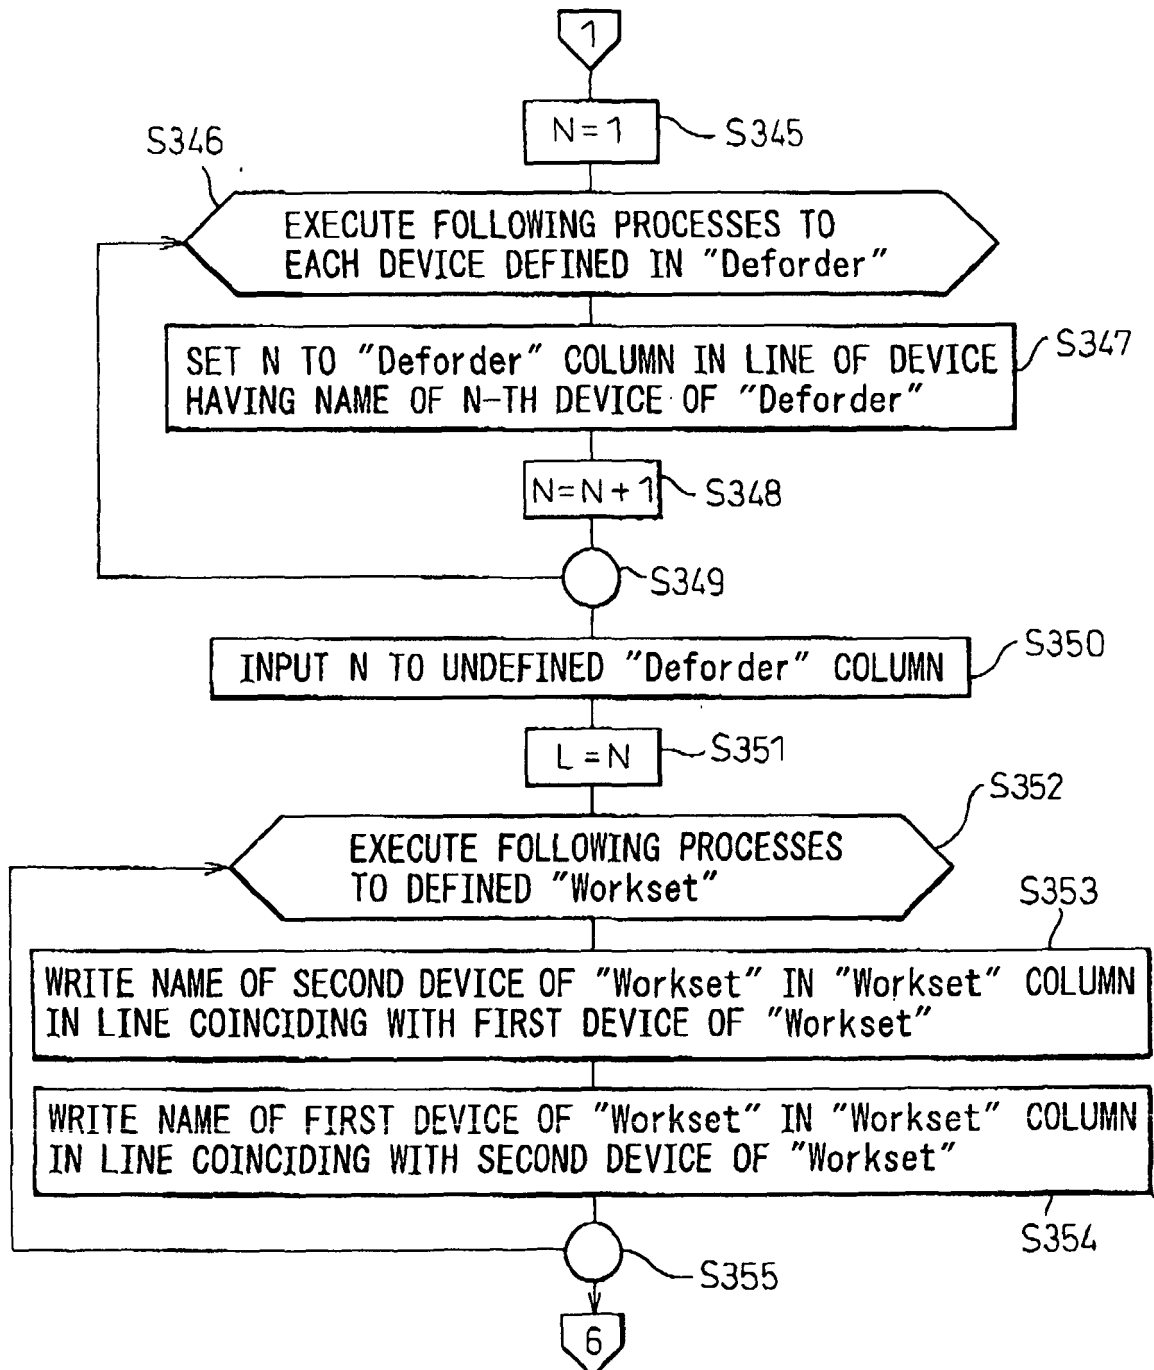 1
N=1
S345
S346
EXECUTE FOLLOWING PROCESSES TO
EACH DEVICE DEFINED IN "Deforder"
SET N TO "Deforder" COLUMN IN LINE OF DEVICE
HAVING NAME OF N-TH DEVICE OF "Deforder"
S347
N=N+1
S348
S349
INPUT N TO UNDEFINED "Deforder" COLUMN
S350
L=N
S351
S352
EXECUTE FOLLOWING PROCESSES
TO DEFINED "Workset"
S353
WRITE NAME OF SECOND DEVICE OF "Workset" IN "Workset" COLUMN
IN LINE COINCIDING WITH FIRST DEVICE OF "Workset"
WRITE NAME OF FIRST DEVICE OF "Workset" IN "Workset" COLUMN
IN LINE COINCIDING WITH SECOND DEVICE OF "Workset"
S354
S355
6